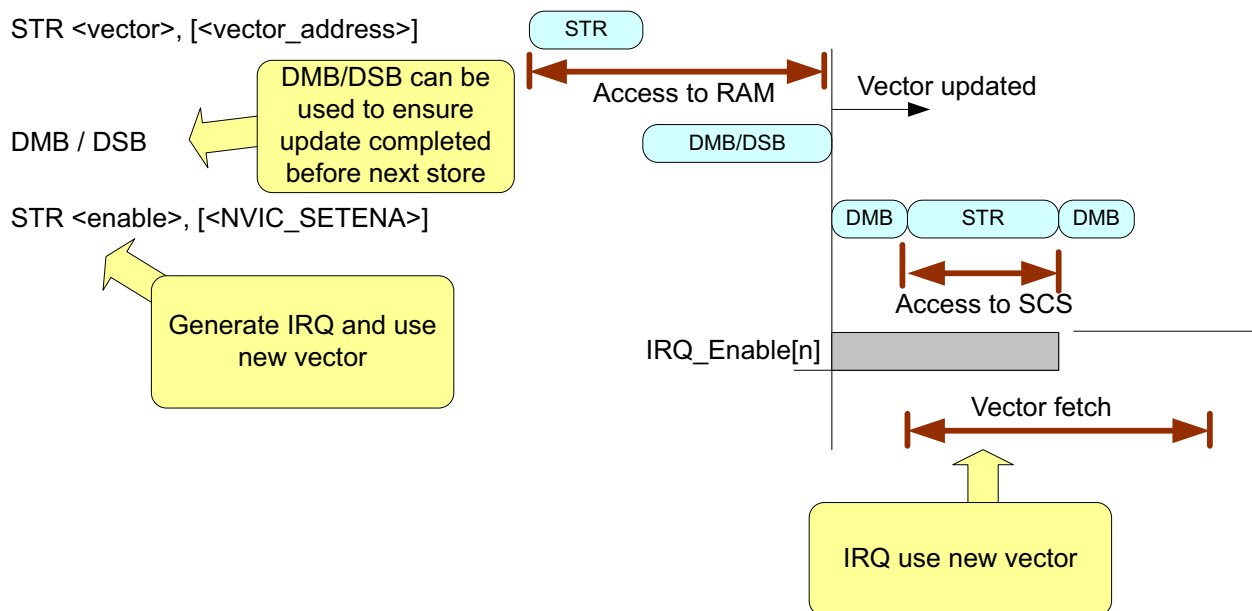 STR <vector>, [<vector_address>]
STR
DMB/DSB can be
used to ensure
update completed
before next store
Access to RAM
Vector updated
DMB / DSB
DMB/DSB
STR <enable>, [<NVIC_SETENA>]
DMB
STR
DMB
Access to SCS
Generate IRQ and use
new vector
IRQ_Enable[n]
Vector fetch
IRQ use new vector